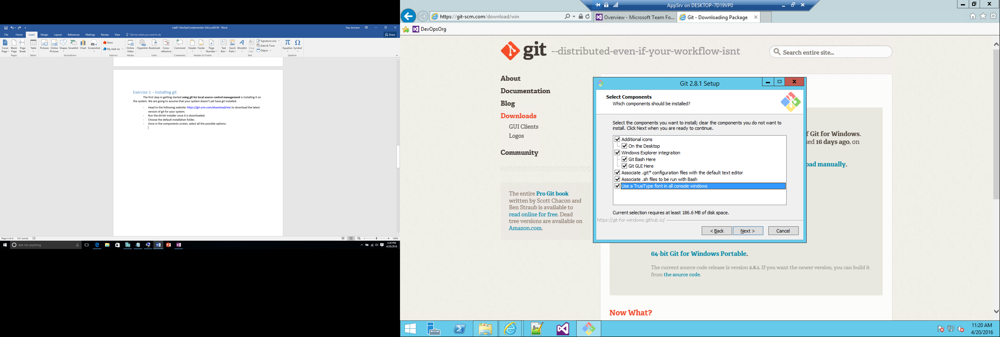 Lab01-DevOpsFundamentals-GitLocalSCM - Word
Ilias Jennane
File Home Insert Design Layout References Mailings Review View Tell me what you want to do
Share
Cover Page Blank Page Page Break
Table
Pictures Online Pictures Shapes SmartArt Chart Screenshot
Store
My Add-ins
Online Video
Hyperlink Bookmark Cross-reference
Comment
Header Footer Page Number
Text Box Quick Parts WordArt Drop Cap
Signature Line
Date & Time
Object
Equation Symbol
Pages Tables Illustrations Add-ins Media Links Comments Header & Footer Text Symbols
Exercise 1 – Installing git
The first step in getting started using git for local source control management is installing it on
the system. We are going to assume that your system doesn't yet have git installed.
- Head to the following website: https://git-scm.com/download/win to download the latest
version of git for your system.
- Run the 64-bit installer once it is downloaded.
- Choose the default installation folder.
- Once in the components screen, select all the possible options:
Page 4 of 6 521 words
100%
Ask me anything
2:20 PM
4/20/2016
AppSrv on DESKTOP-7D19VP0
https://git-scm.com/download/win
Overview - Microsoft Team Fo...
Git - Downloading Package
DevOpsOrg
git --distributed-even-if-your-workflow-isnt
Search entire site...
About
Documentation
Blog
Downloads
GUI Clients
Logos
Community
The entire Pro Git book
written by Scott Chacon and
Ben Straub is available to
read online for free. Dead
tree versions are available on
Amazon.com.
Git 2.8.1 Setup
Select Components
Which components should be installed?
Select the components you want to install; clear the components you do not want to
install. Click Next when you are ready to continue.
Additional icons
On the Desktop
Windows Explorer integration
Git Bash Here
Git GUI Here
Associate .git* configuration files with the default text editor
Associate .sh files to be run with Bash
Use a TrueType font in all console windows
Current selection requires at least 186.6 MB of disk space.
https://git-for-windows.github.io/
< Back Next > Cancel
Git for Windows.
16 days ago, on
manually.
64-bit Git for Windows Portable.
The current source code release is version 2.8.1. If you want the newer version, you can build it
from the source code.
Now What?
11:20 AM
4/20/2016